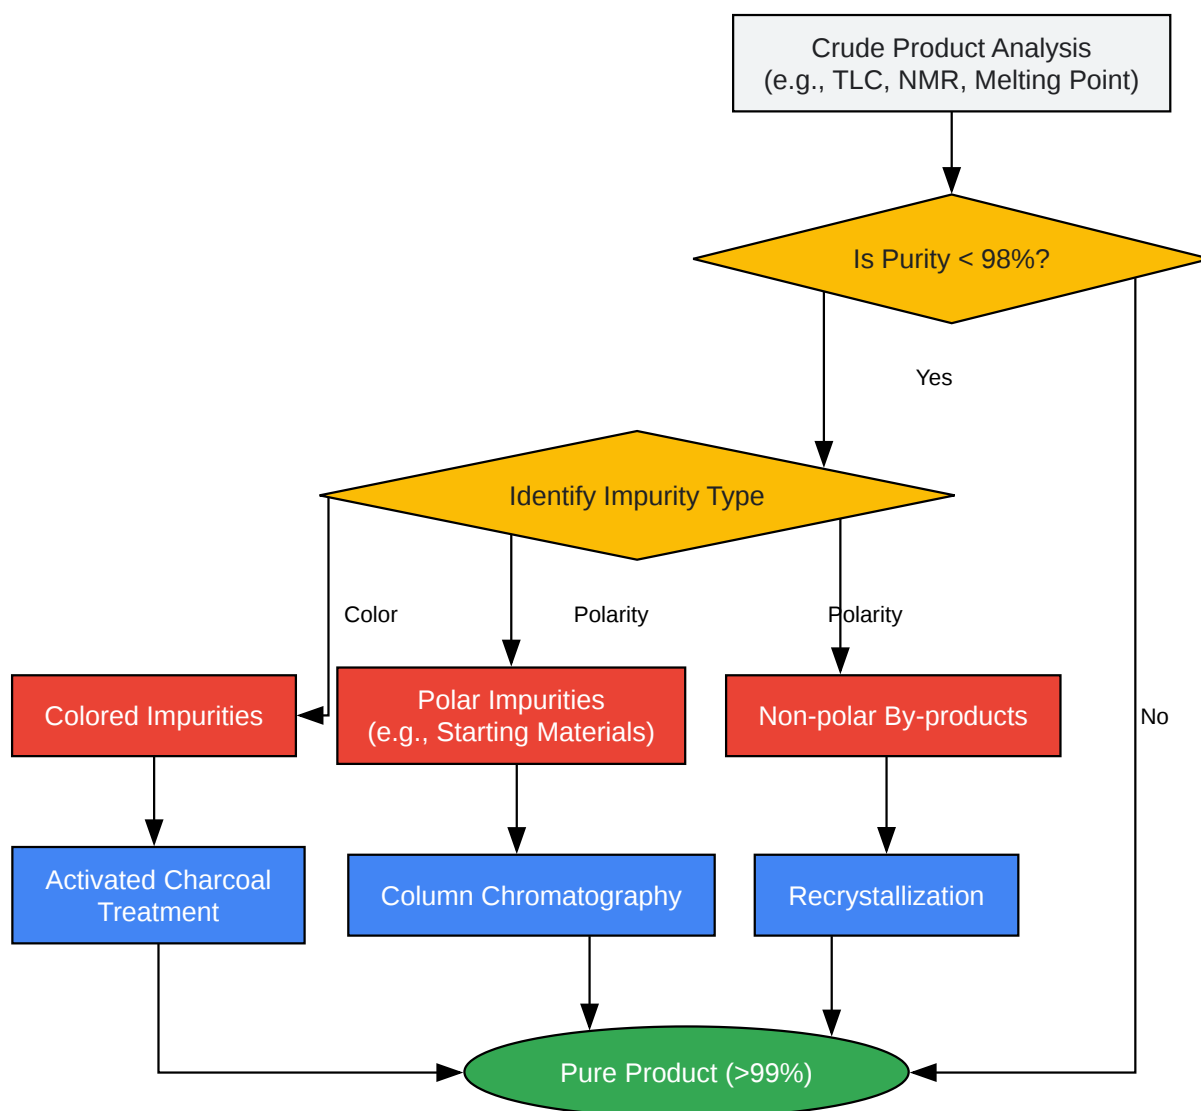 Crude Product Analysis
(e.g., TLC, NMR, Melting Point)
Is Purity < 98%?
Yes
Identify Impurity Type
Color
Polarity
Polarity
Colored Impurities
Polar Impurities
(e.g., Starting Materials)
Non-polar By-products
No
Activated Charcoal
Treatment
Column Chromatography
Recrystallization
Pure Product (>99%)